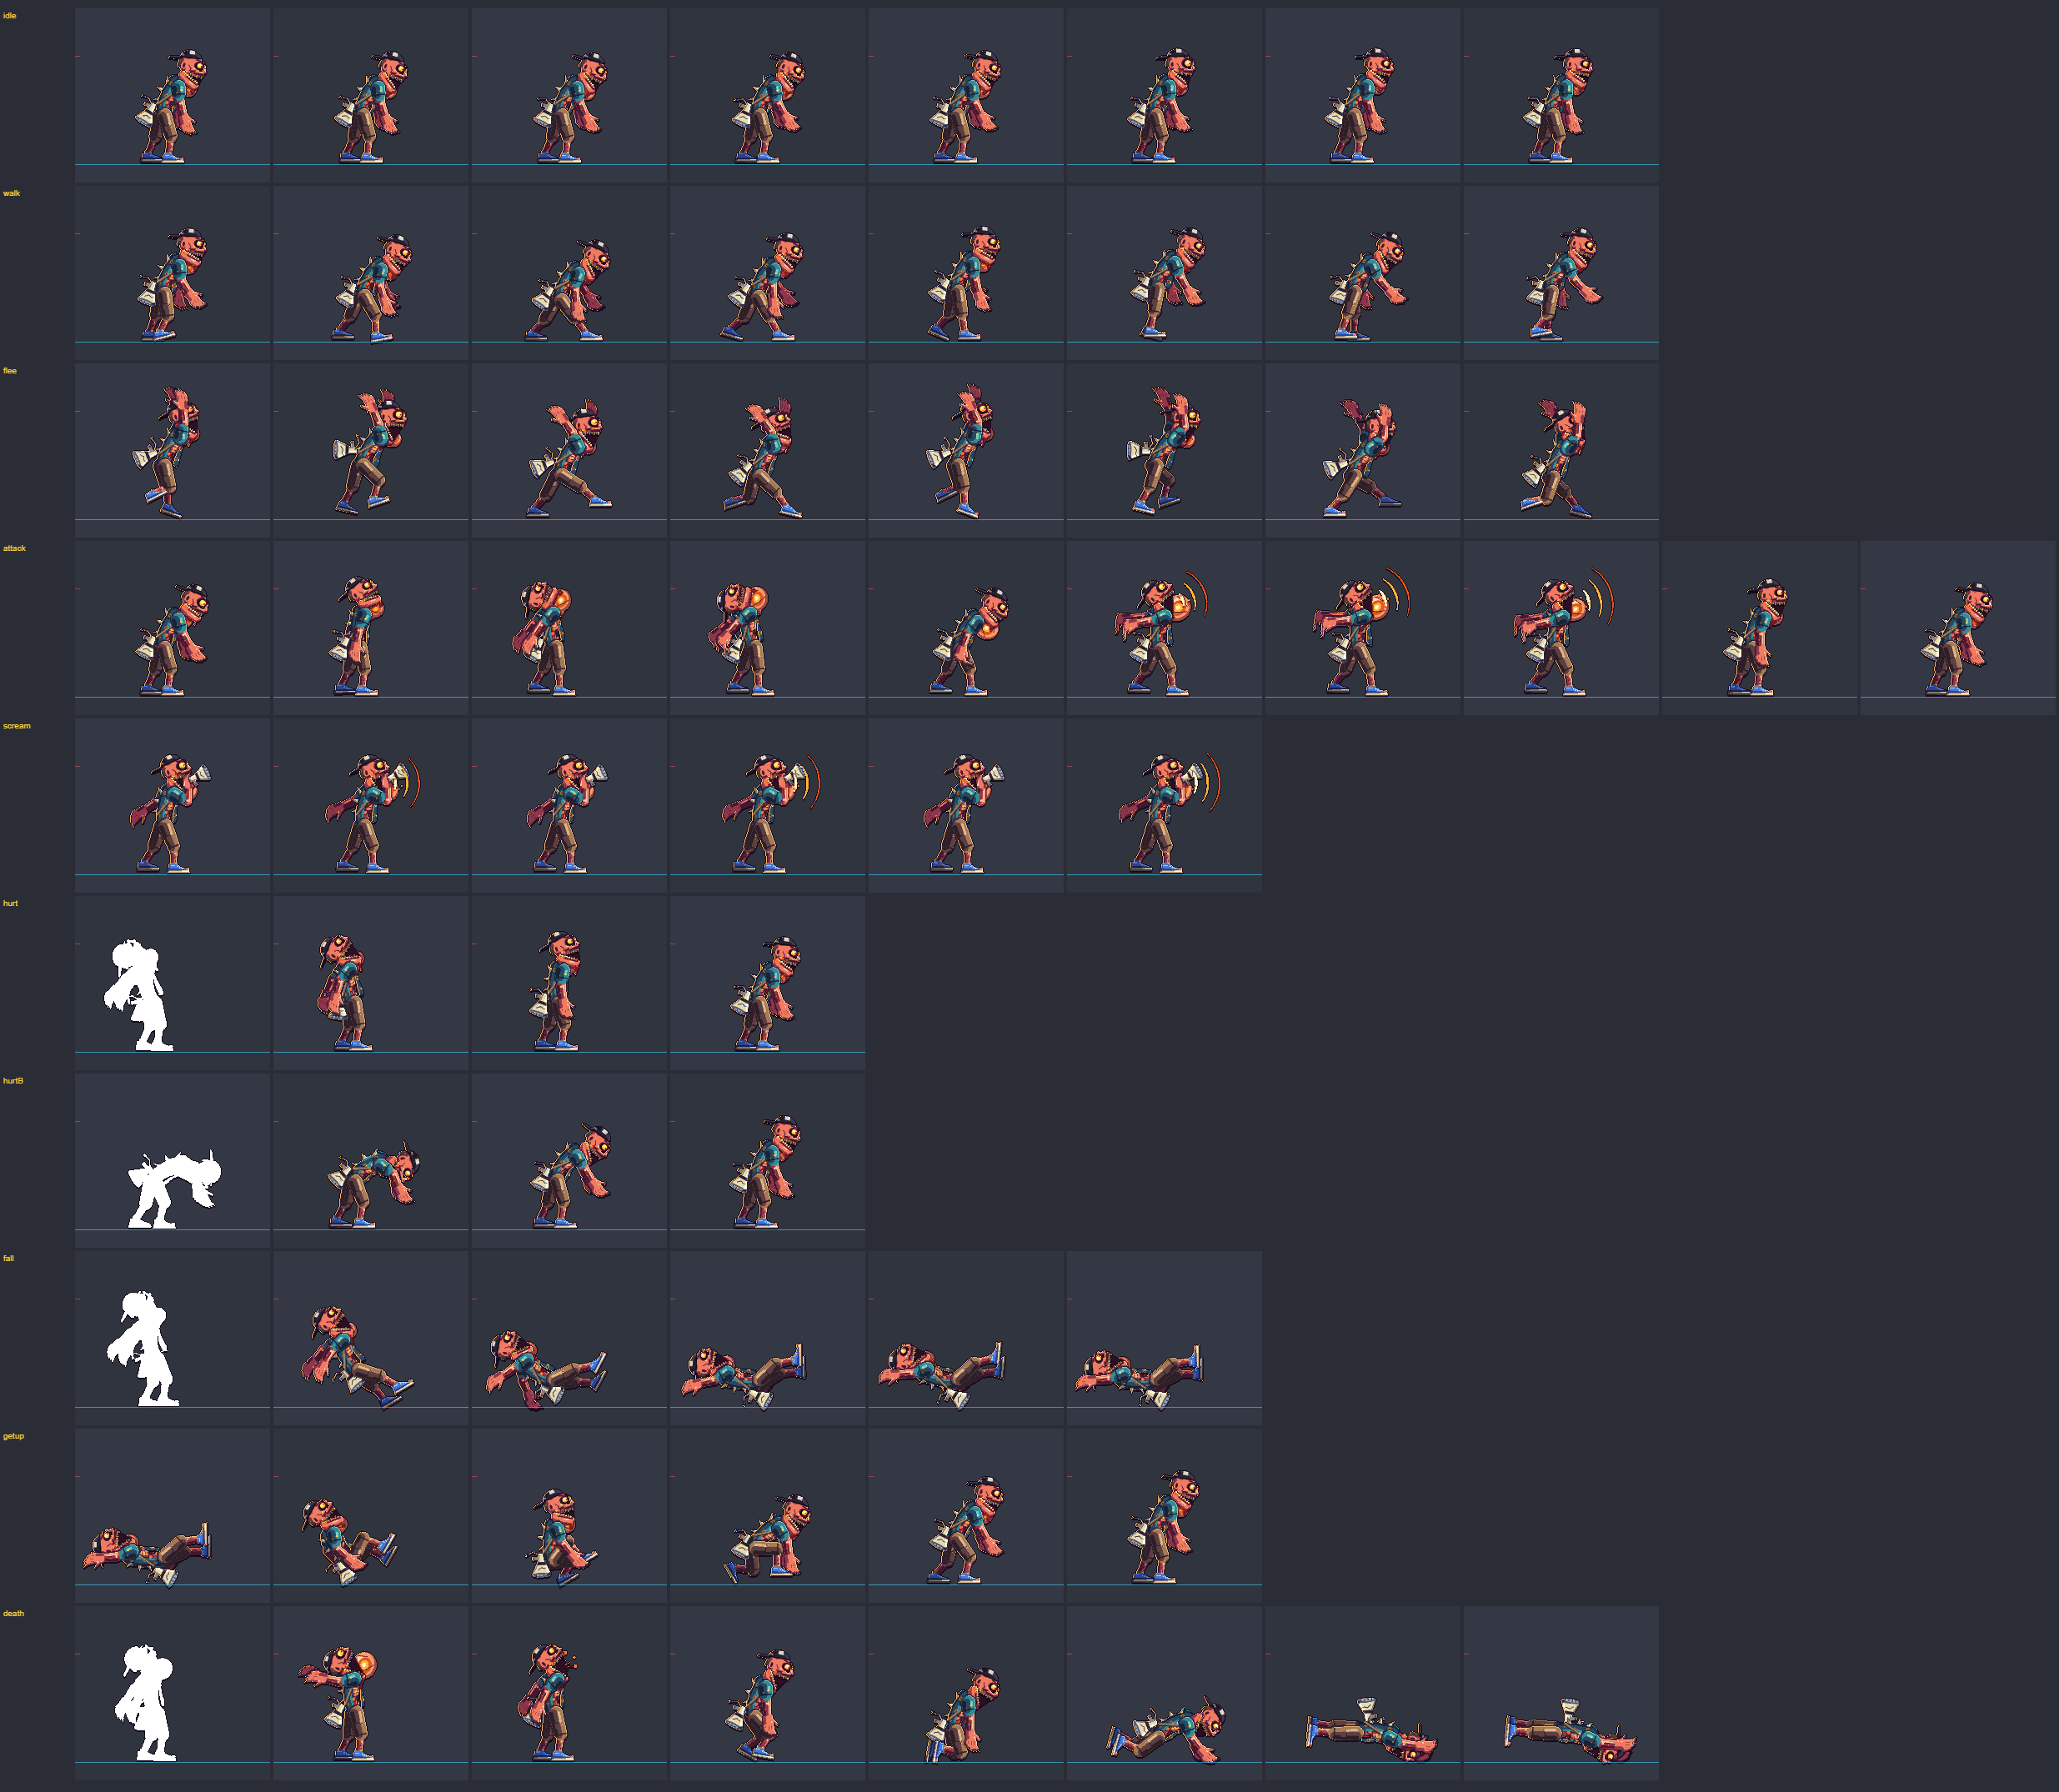 idle
walk
flee
attack
scream
hurt
hurtB
fall
getup
death